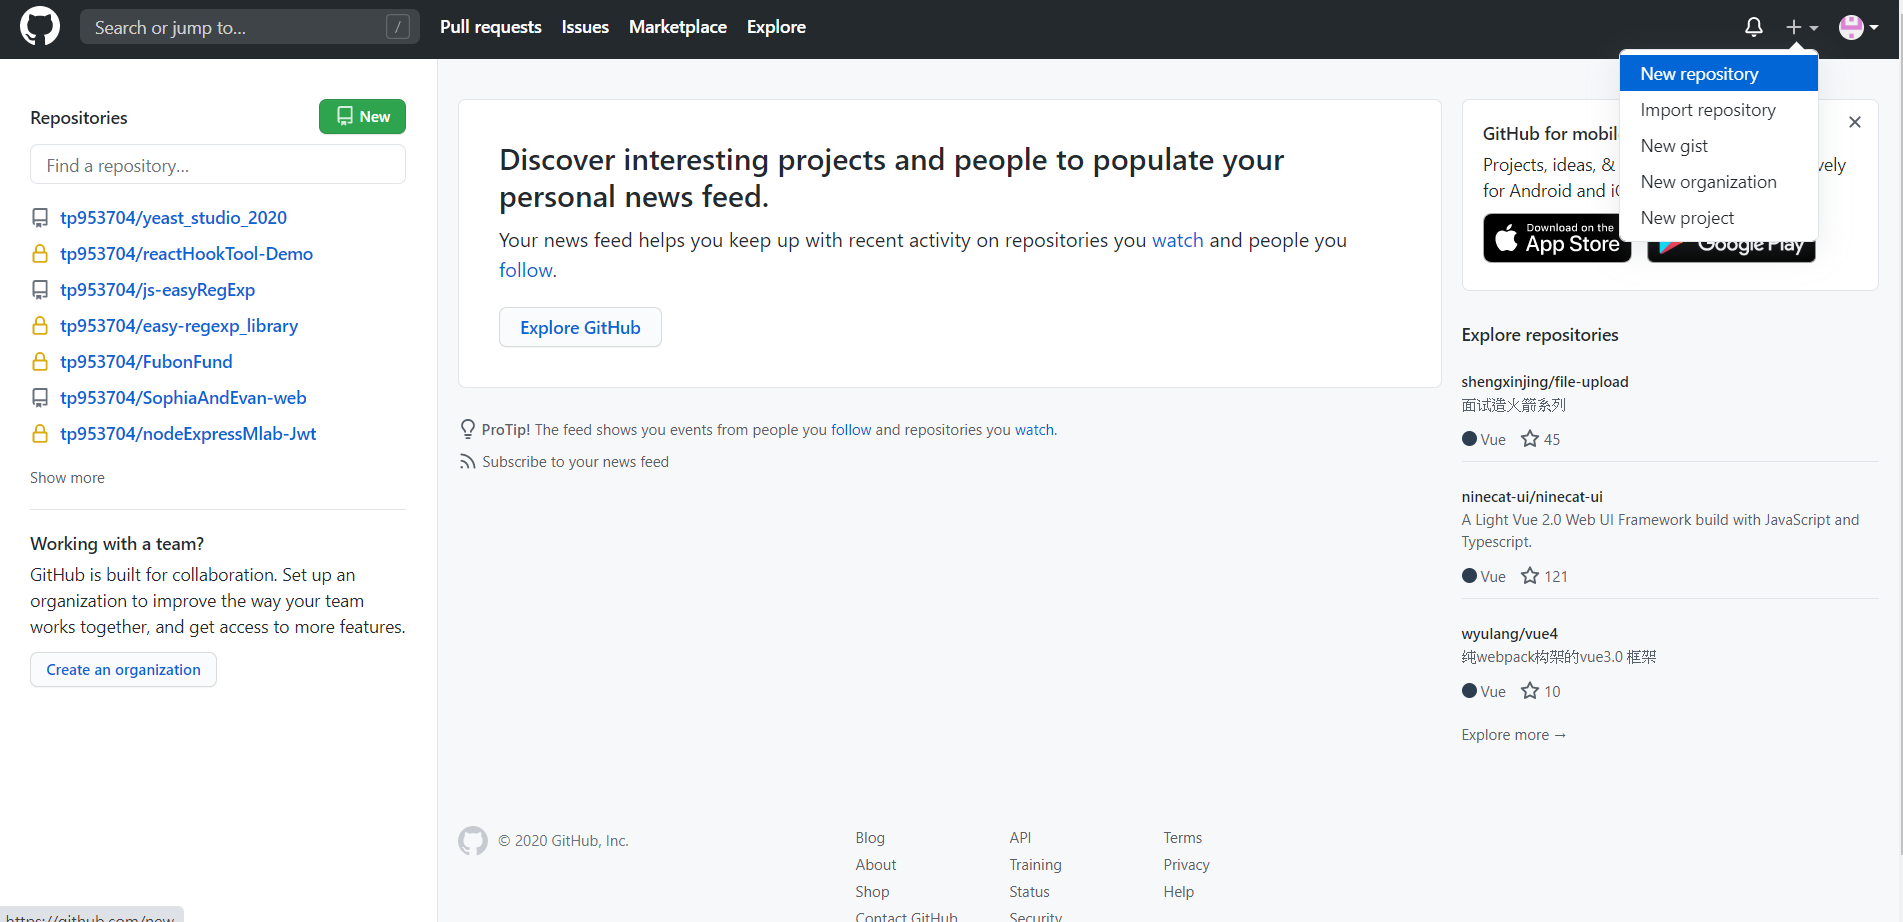 Search or jump to... /
Pull requests Issues Marketplace Explore
New repository
Import repository
New gist
New organization
New project
Repositories
New
Find a repository...
tp953704/yeast_studio_2020
tp953704/reactHookTool-Demo
tp953704/js-easyRegExp
tp953704/easy-regexp_library
tp953704/FubonFund
tp953704/SophiaAndEvan-web
tp953704/nodeExpressMlab-Jwt
Show more
Working with a team?
GitHub is built for collaboration. Set up an
organization to improve the way your team
works together, and get access to more features.
Create an organization
Discover interesting projects and people to populate your
personal news feed.
Your news feed helps you keep up with recent activity on repositories you watch and people you
follow.
Explore GitHub
ProTip! The feed shows you events from people you follow and repositories you watch.
Subscribe to your news feed
GitHub for mobil
Projects, ideas, & vely
for Android and
Download on the
App Store
Google Play
Explore repositories
shengxinjing/file-upload
面试造火箭系列
Vue 45
ninecat-ui/ninecat-ui
A Light Vue 2.0 Web UI Framework build with JavaScript and
Typescript.
Vue 121
wyulang/vue4
纯webpack构架的vue3.0 框架
Vue 10
Explore more →
© 2020 GitHub, Inc.
Blog
About
Shop
Contact GitHub
API
Training
Status
Security
Terms
Privacy
Help
https://github.com/new